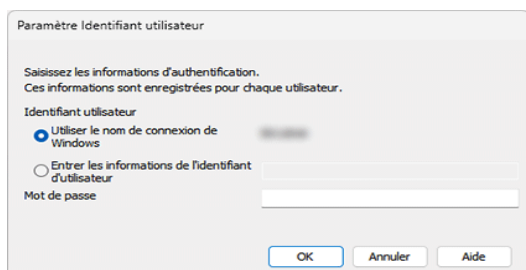 Paramètre Identifiant utilisateur
Saisissez les informations d'authentification.
Ces informations sont enregistrées pour chaque utilisateur.
Identifiant utilisateur
Utiliser le nom de connexion de
Windows
Entrer les informations de l'identifiant
d'utilisateur
Mot de passe
OK Annuler Aide